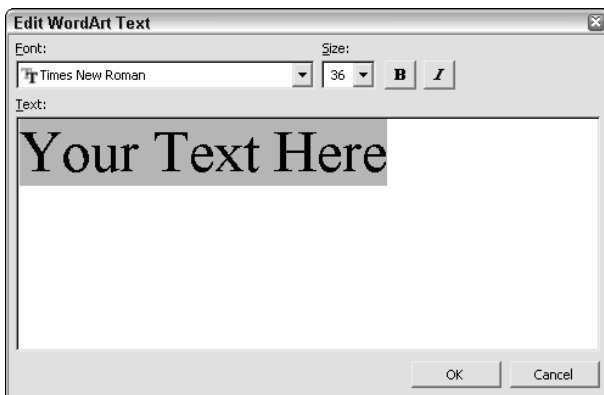 Edit WordArt Text
Font: Size:
Times New Roman 36 B I
Text:
Your Text Here
OK Cancel